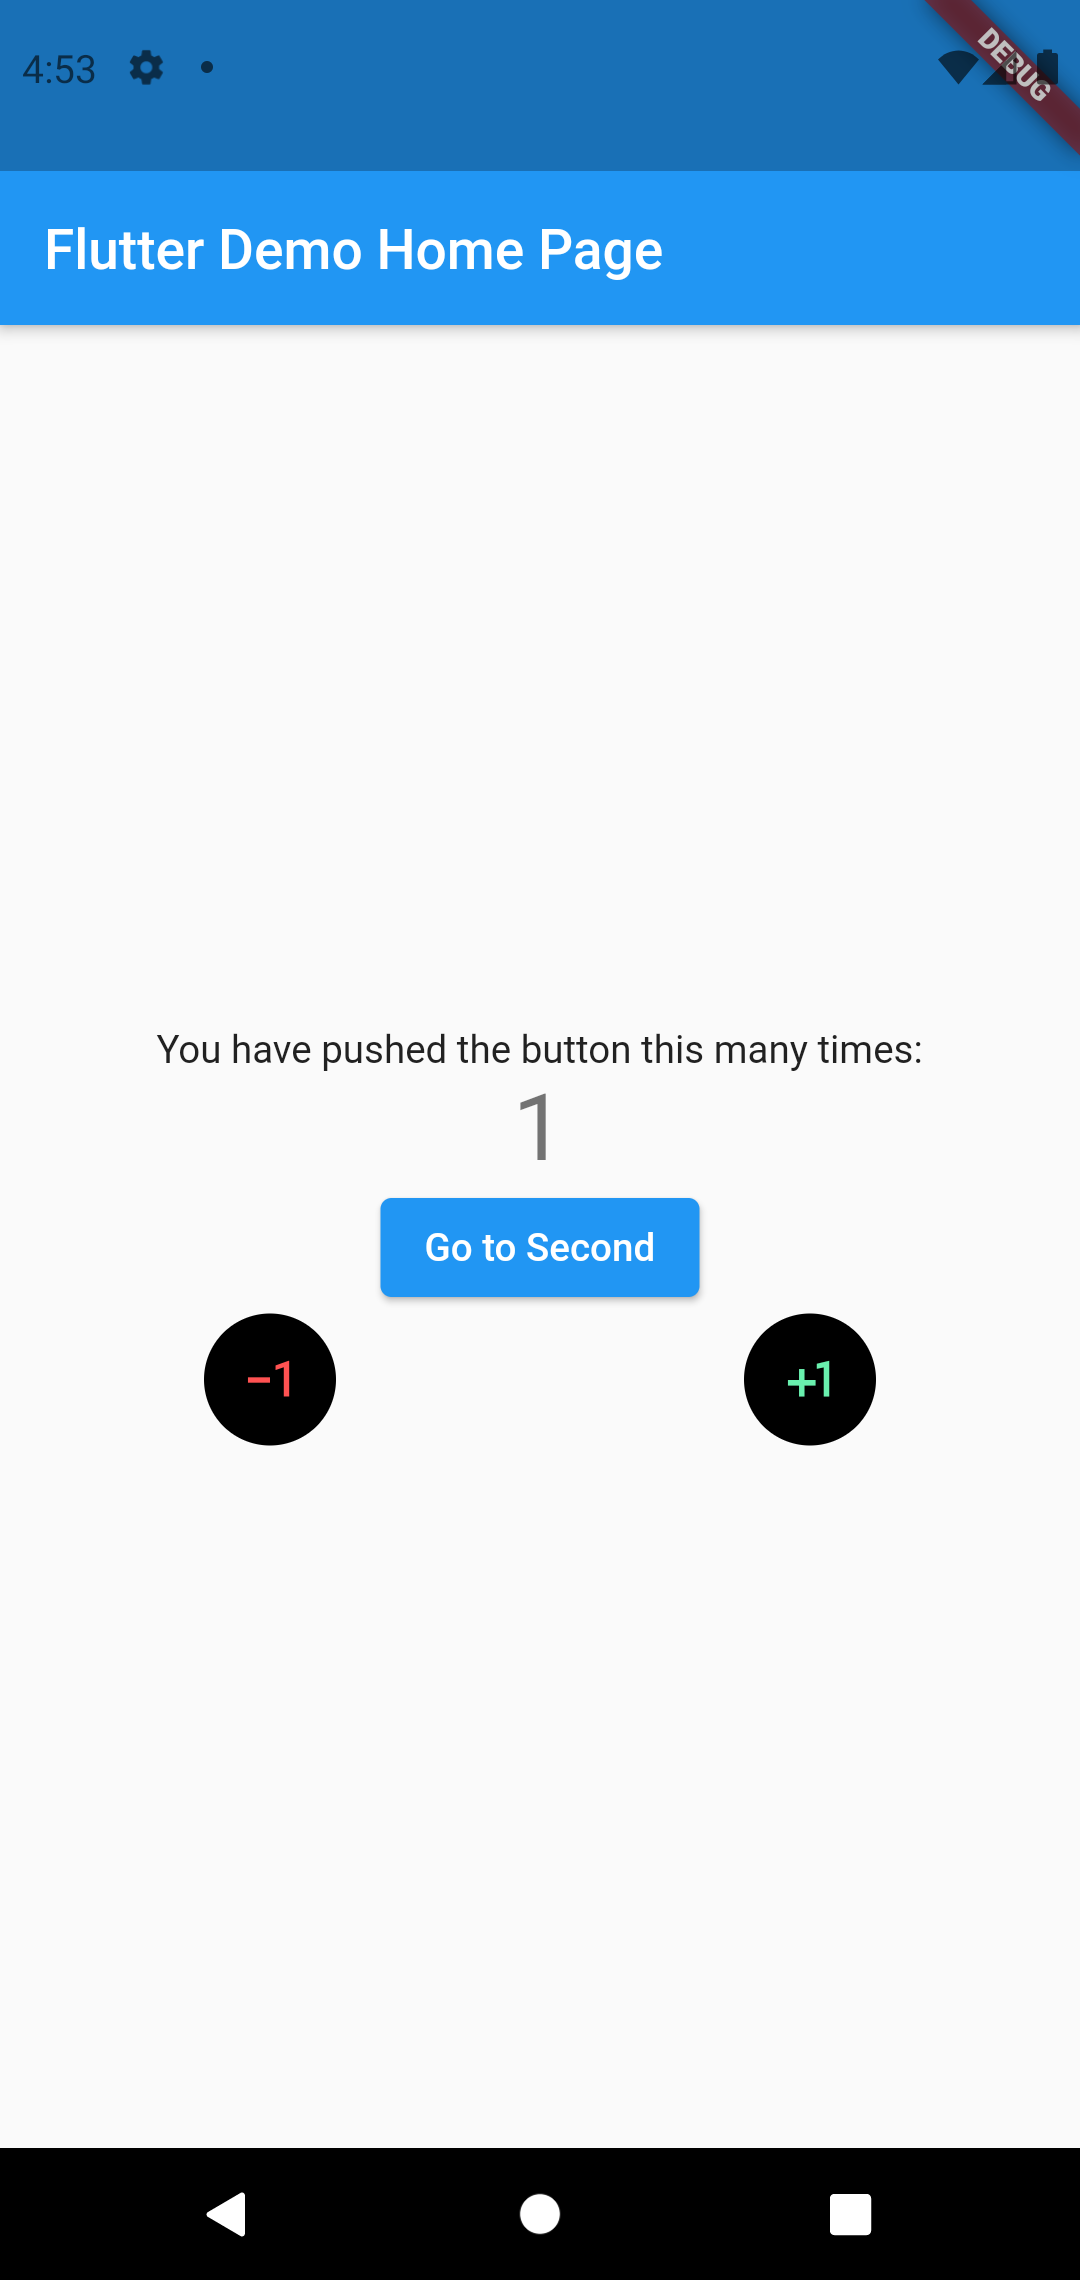 4:53
DEBUG
Flutter Demo Home Page
You have pushed the button this many times:
1
Go to Second
−1
+1